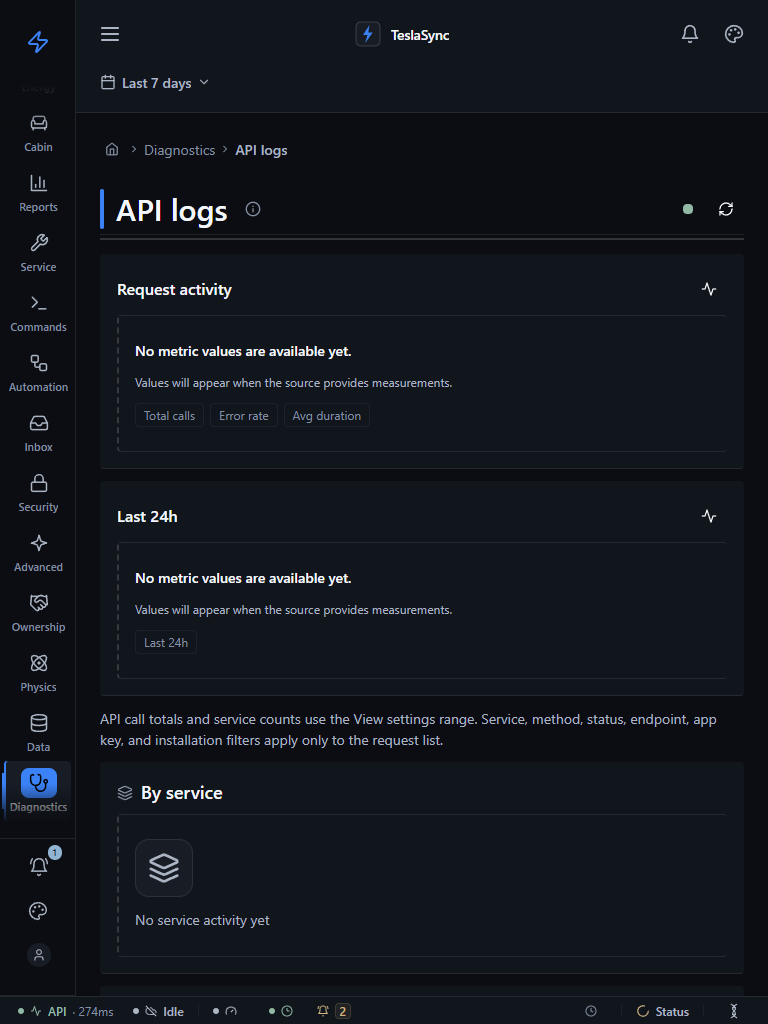 TeslaSync
Last 7 days
Energy
Cabin
Reports
Service
Commands
Automation
Inbox
Security
Advanced
Ownership
Physics
Data
Diagnostics
1
Diagnostics API logs
API logs
Request activity
No metric values are available yet.
Values will appear when the source provides measurements.
Total calls Error rate Avg duration
Last 24h
No metric values are available yet.
Values will appear when the source provides measurements.
Last 24h
API call totals and service counts use the View settings range. Service, method, status, endpoint, app
key, and installation filters apply only to the request list.
By service
No service activity yet
API · 274ms Idle 2 Status